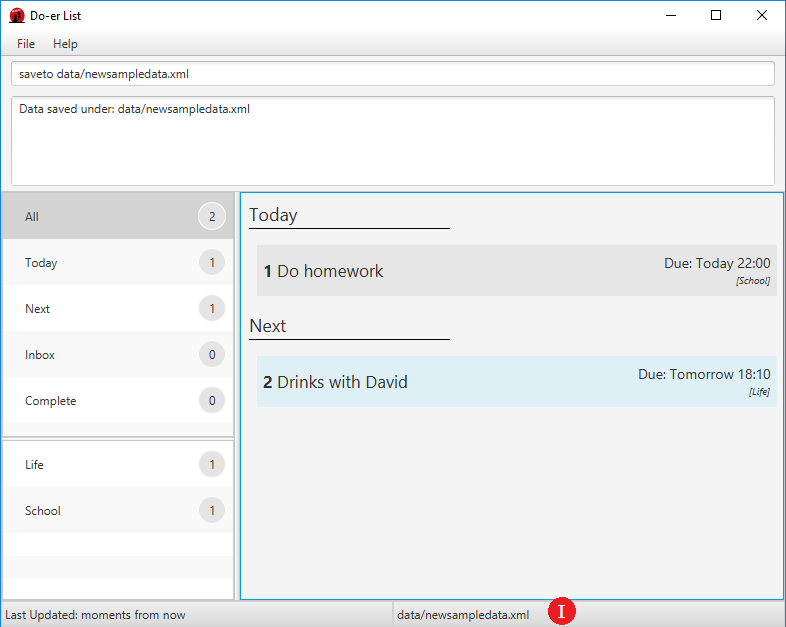 Do-er List
File Help
saveto data/newsampledata.xml
Data saved under: data/newsampledata.xml
All 2
Today 1
Next 1
Inbox 0
Complete 0
Life 1
School 1
Today
1 Do homework Due: Today 22:00
[School]
Next
2 Drinks with David Due: Tomorrow 18:10
[Life]
Last Updated: moments from now data/newsampledata.xml I